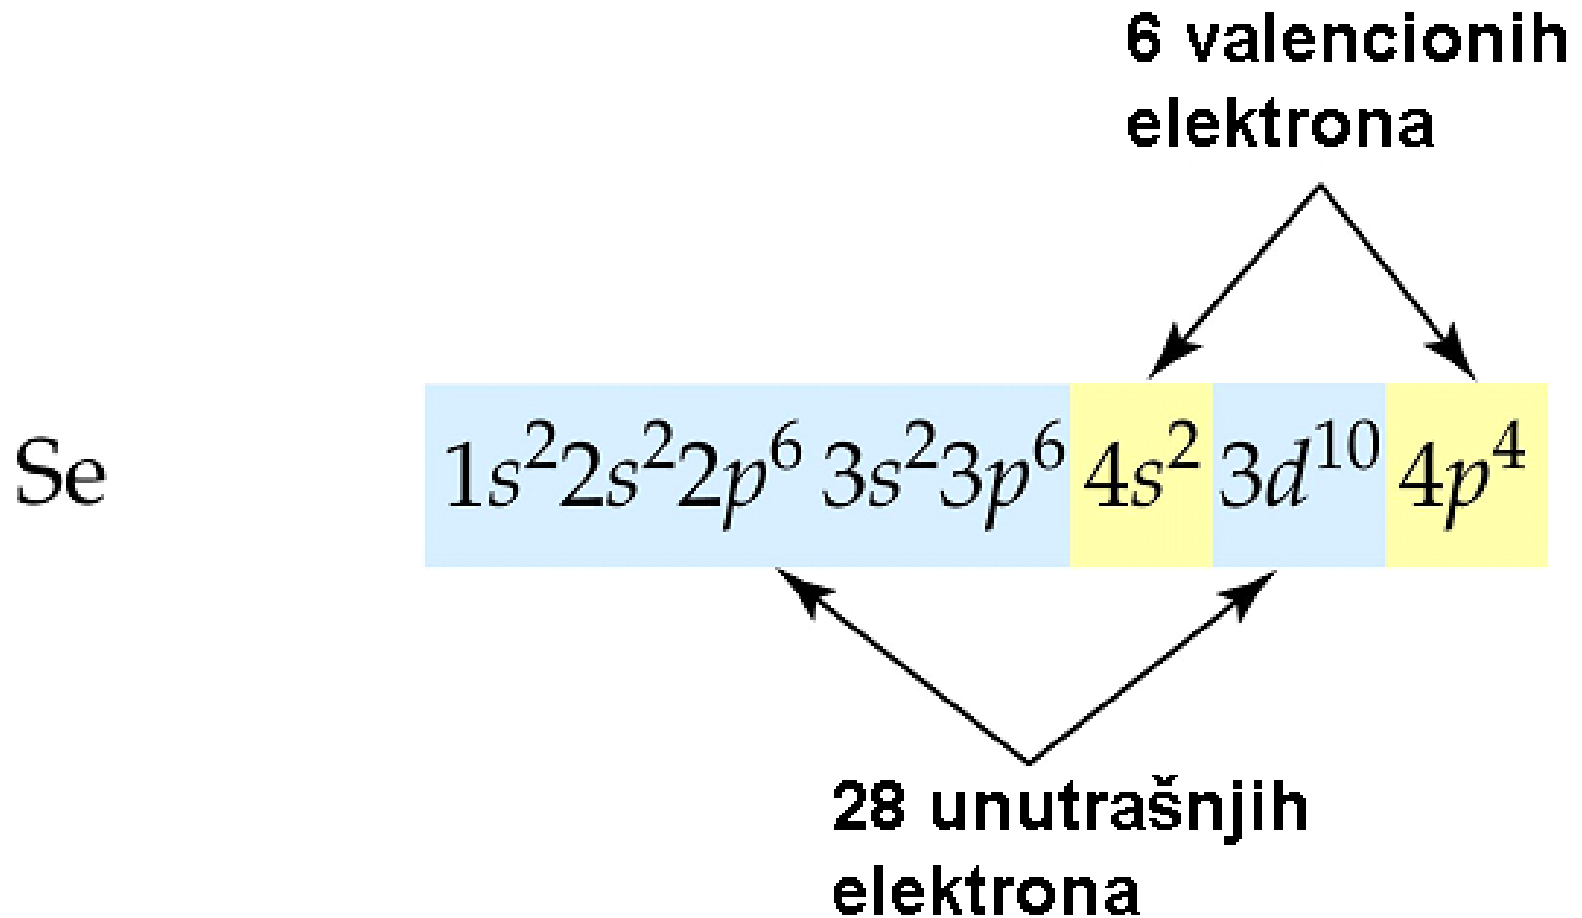 6 valencionih
elektrona
Se 1s²2s²2p⁶ 3s²3p⁶ 4s² 3d¹⁰ 4p⁴
28 unutrašnjih
elektrona